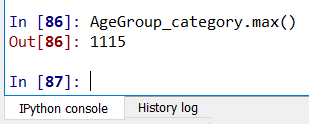 In [86]: AgeGroup_category.max()
Out[86]: 1115
In [87]:
IPython console History log